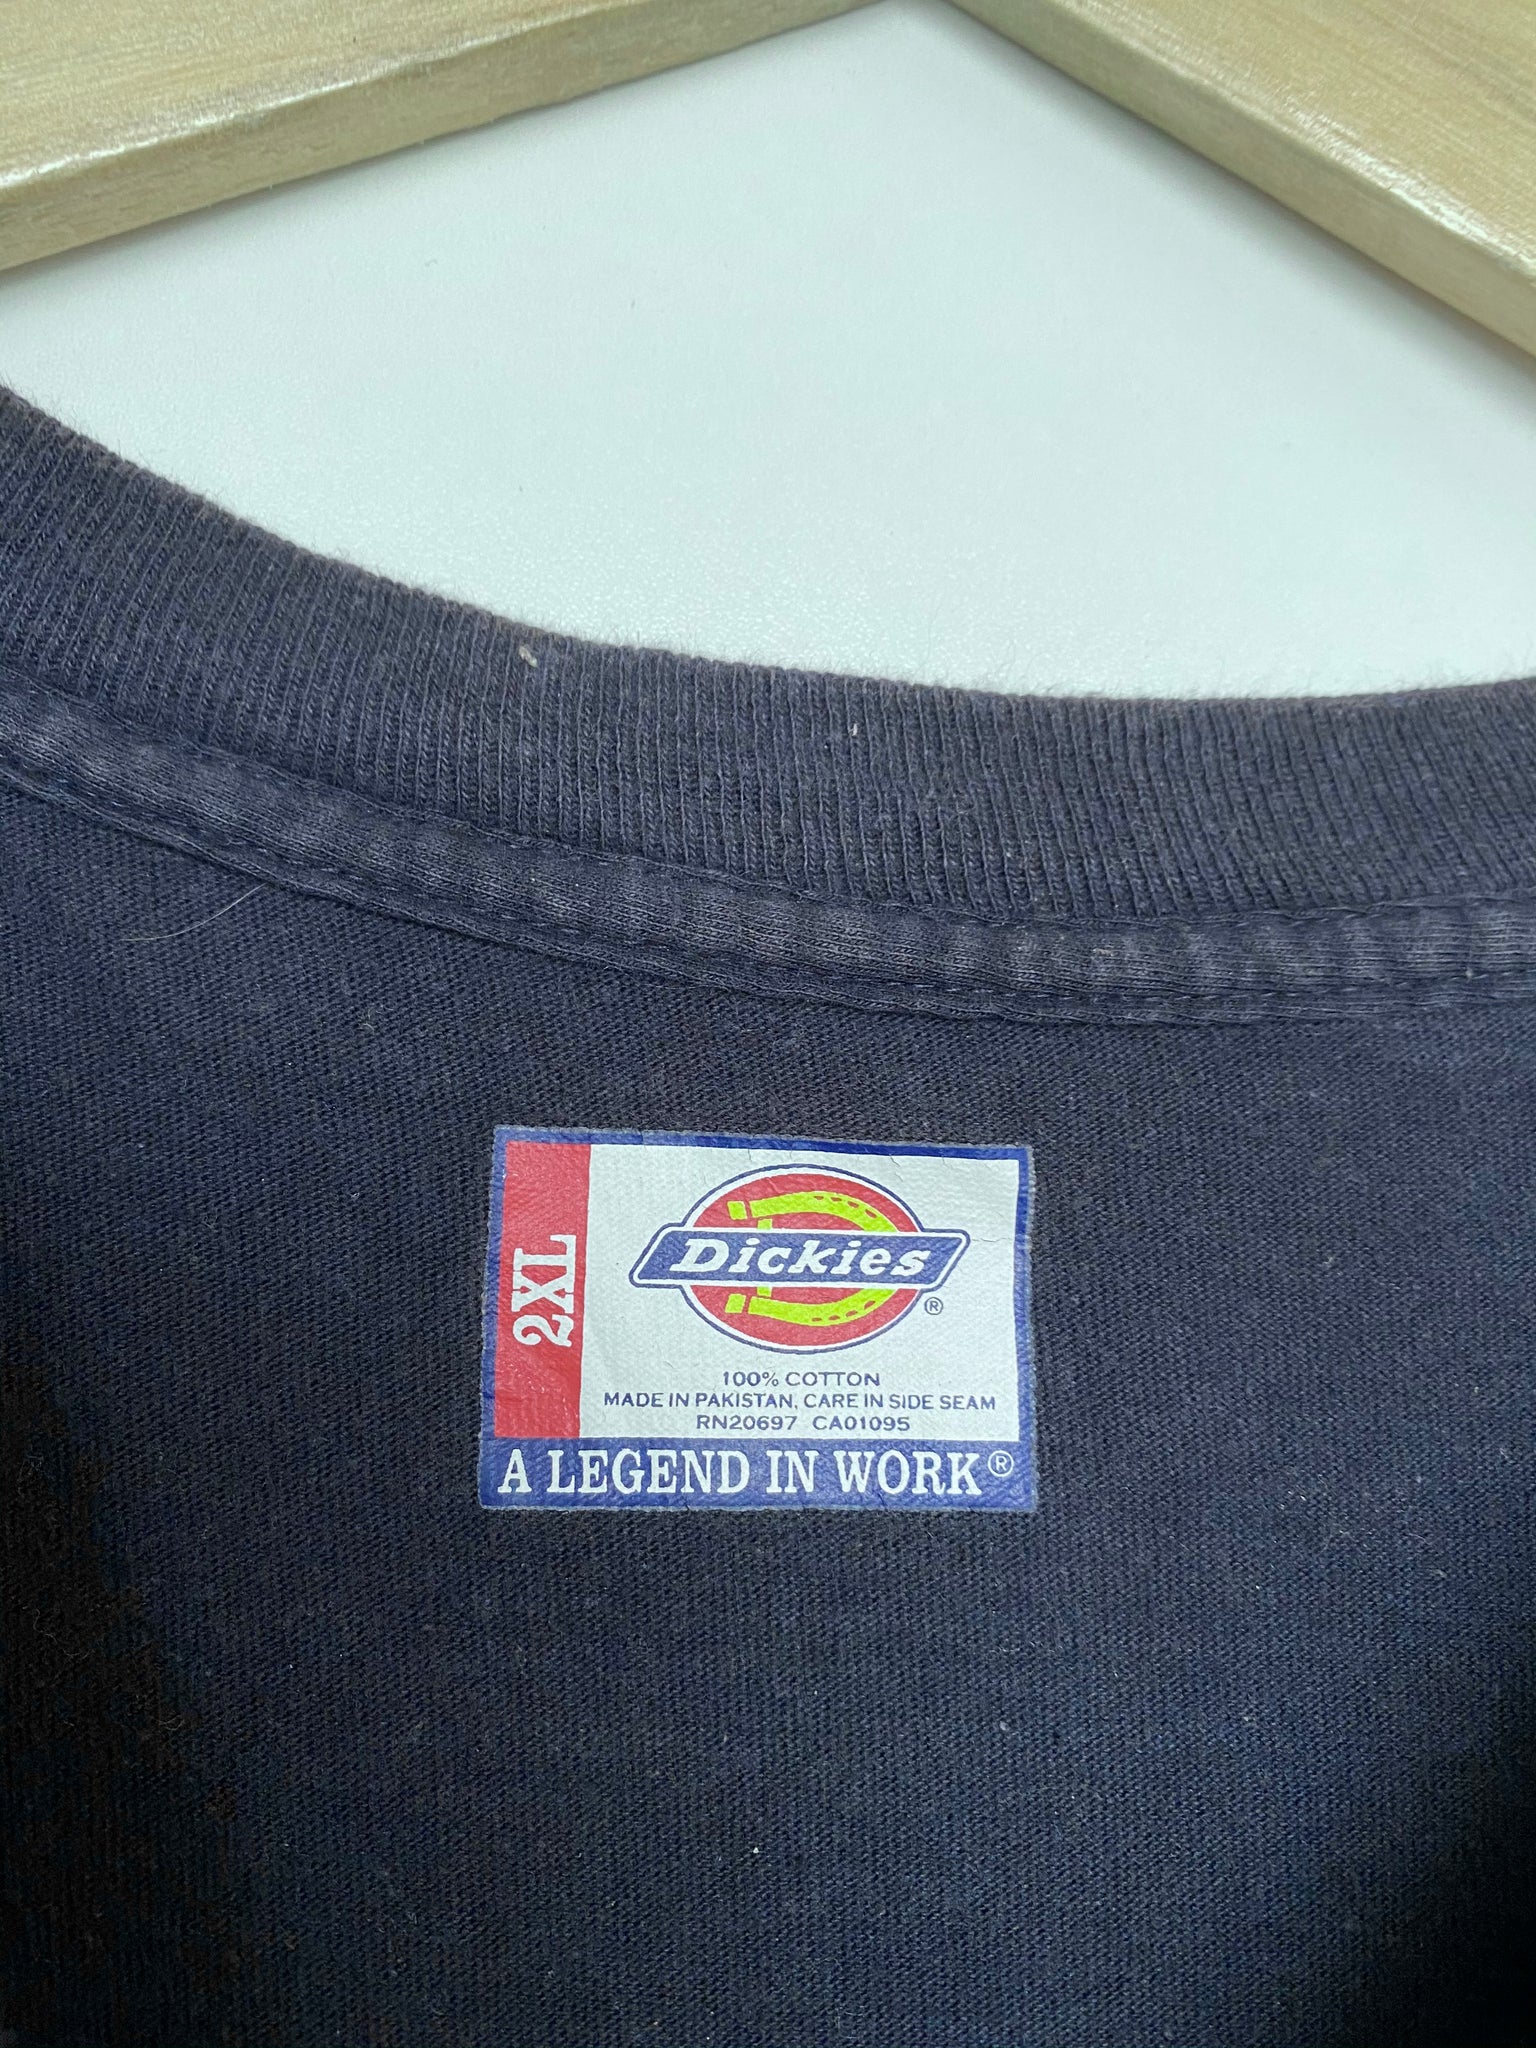 2XL
Dickies®
100% COTTON
MADE IN PAKISTAN, CARE IN SIDE SEAM
RN20697 CA01095
A LEGEND IN WORK®